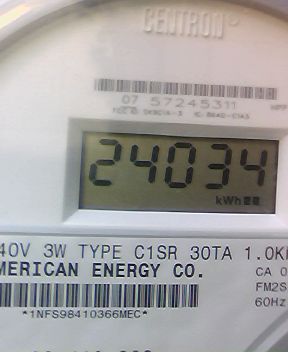 CENTRON
07 57245311
24034
kWh
40V 3W TYPE C1SR 30TA 1.0K
MERICAN ENERGY CO.
CA 0
FM2S
60Hz
*1NFS98410366MEC*